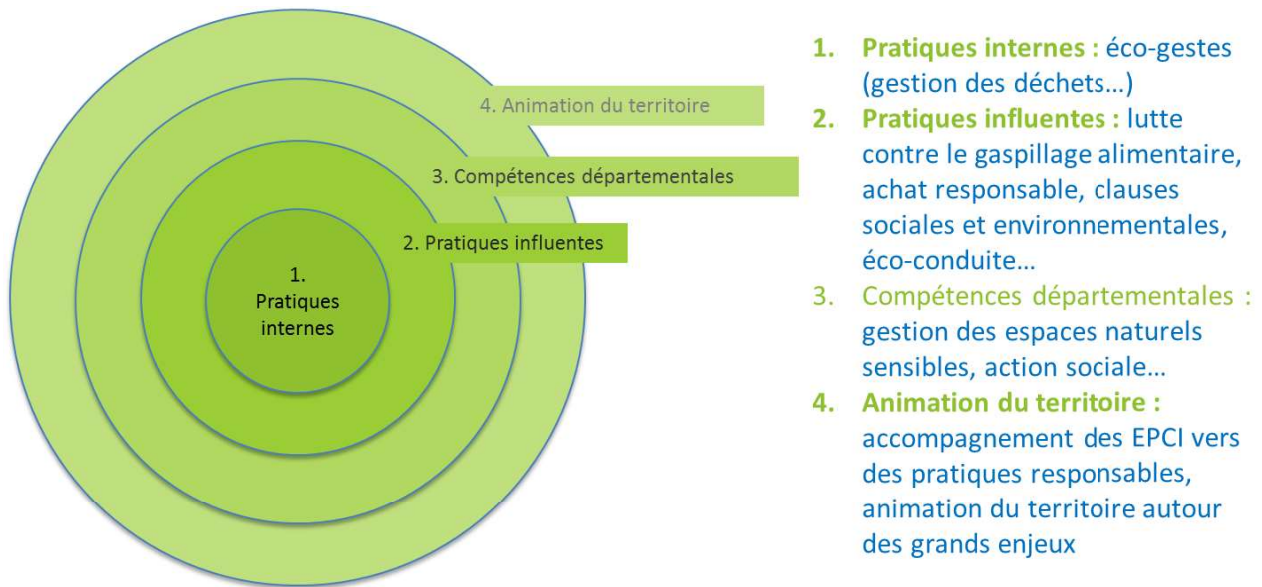 4. Animation du territoire
3. Compétences départementales
2. Pratiques influentes
1.
Pratiques
internes
1. Pratiques internes : éco-gestes
(gestion des déchets…)
2. Pratiques influentes : lutte
contre le gaspillage alimentaire,
achat responsable, clauses
sociales et environnementales,
éco-conduite…
3. Compétences départementales :
gestion des espaces naturels
sensibles, action sociale…
4. Animation du territoire :
accompagnement des EPCI vers
des pratiques responsables,
animation du territoire autour
des grands enjeux